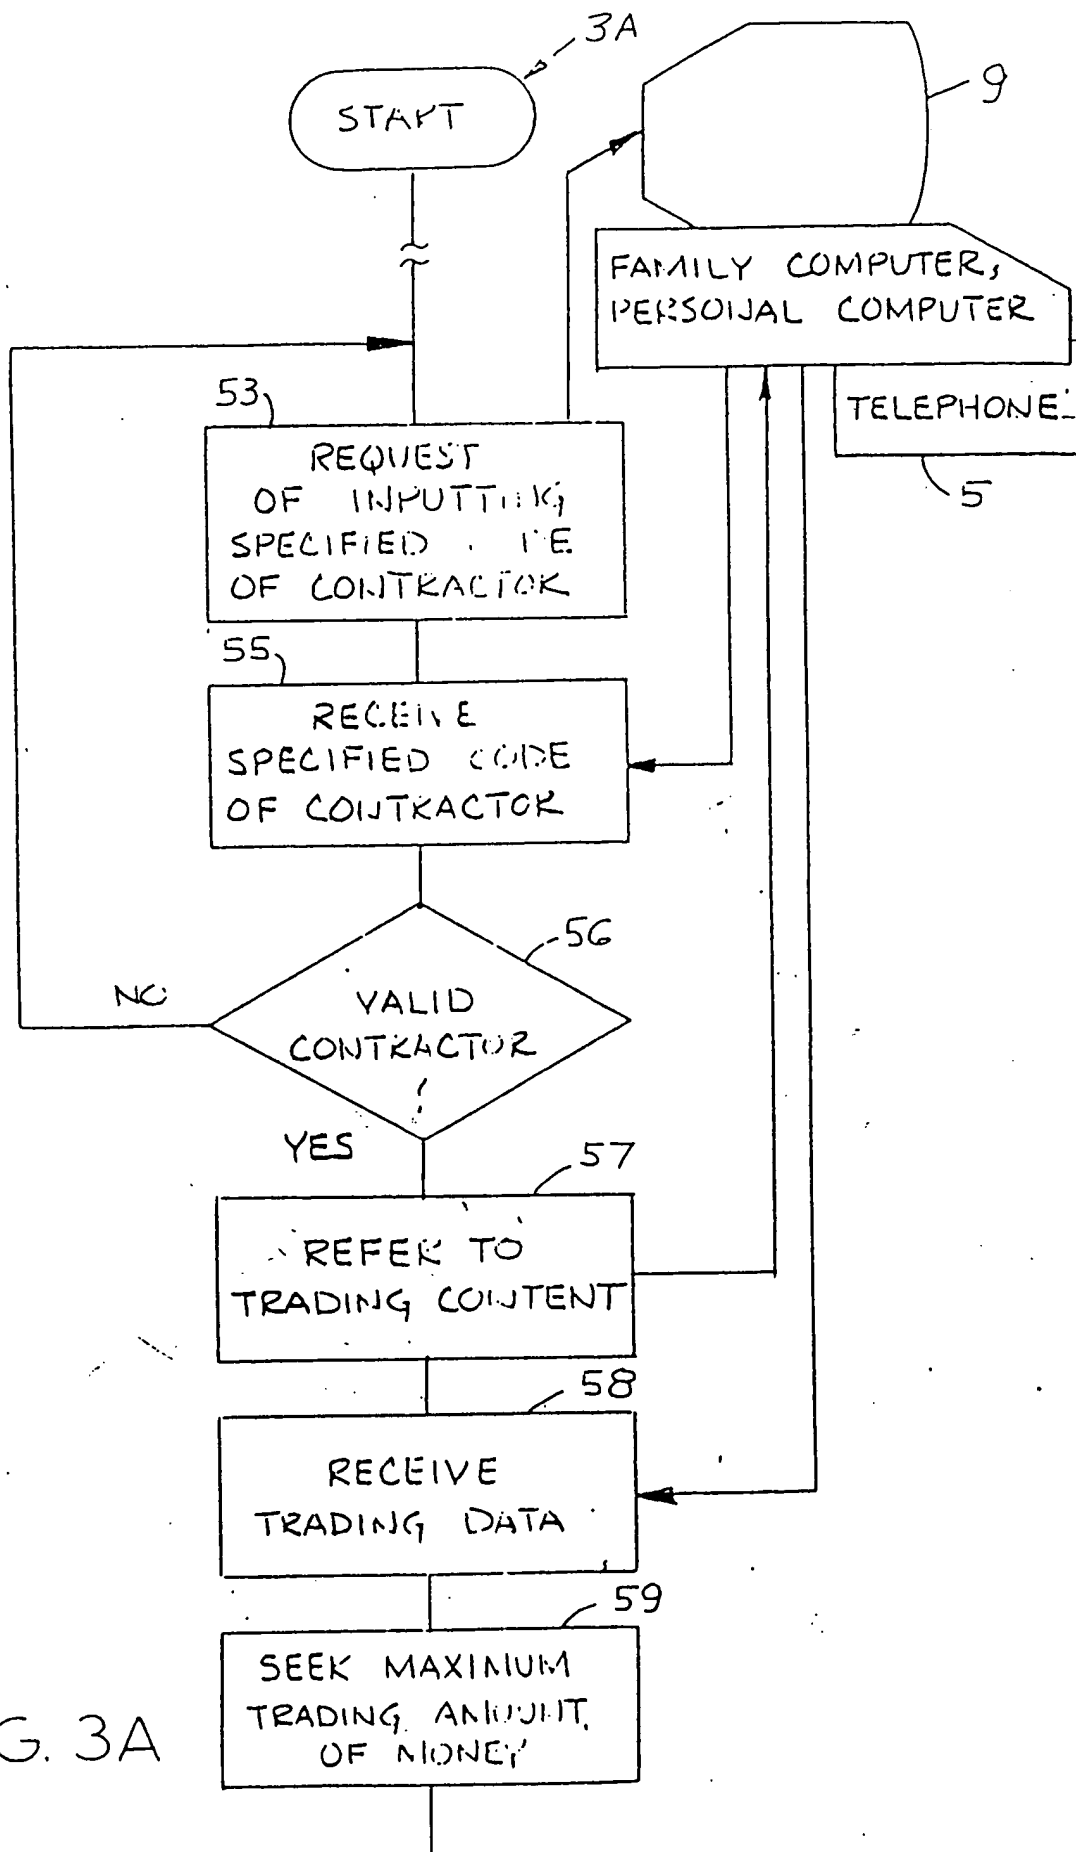 3A
START
9
FAMILY COMPUTER,
PERSONAL COMPUTER
TELEPHONE
5
53
REQUEST
OF INPUTTING
SPECIFIED
OF CONTRACTOR
55
RECEIVE
SPECIFIED CODE
OF CONTRACTOR
56
NO
VALID
CONTRACTOR
YES
57
REFER TO
TRADING CONTENT
58
RECEIVE
TRADING DATA
59
SEEK MAXIMUM
TRADING AMOUNT
OF MONEY
G. 3A